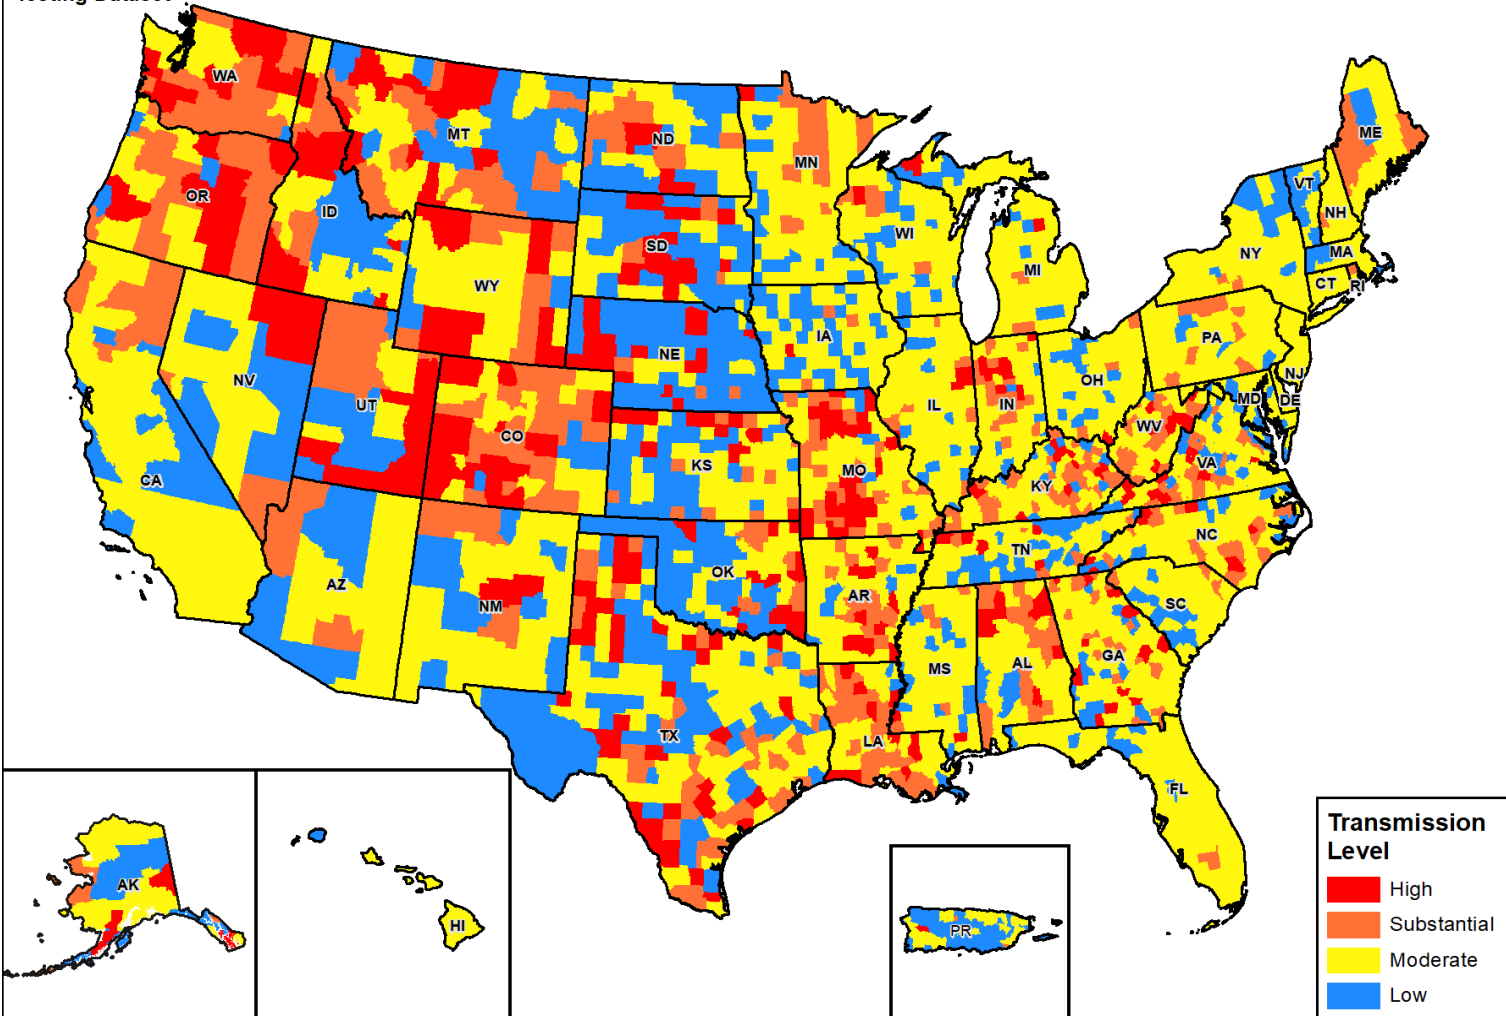 WA
MT
ND
MN
ME
OR
ID
SD
WI
VT
NH
WY
MI
NY
MA
CT
RI
NV
UT
NE
IA
PA
OH
NJ
IL
IN
MD
DE
CO
WV
CA
KS
MO
VA
KY
AZ
NM
OK
TN
NC
AR
SC
MS
AL
GA
TX
LA
FL
AK
HI
PR
Transmission
Level
High
Substantial
Moderate
Low